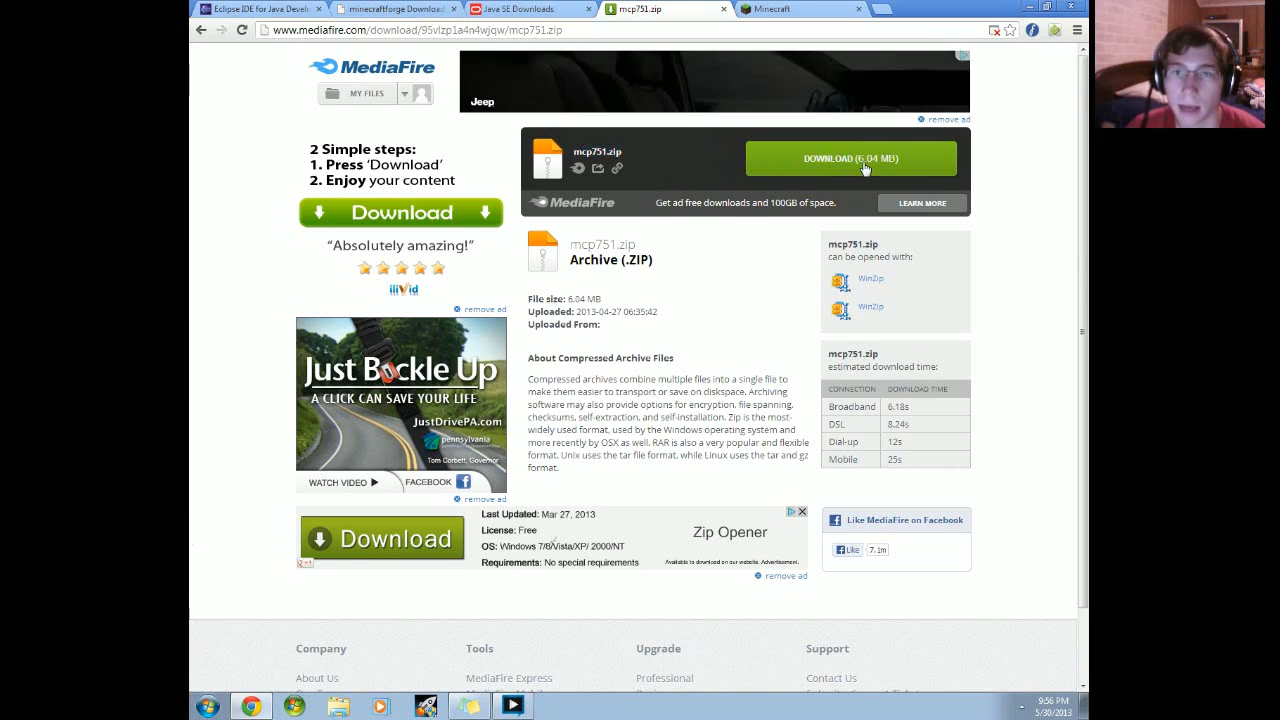 Eclipse IDE for Java Develo
minecraftforge Download
Java SE Downloads
mcp751.zip
Minecraft
www.mediafire.com/download/95vlzp1a4n4wjqw/mcp751.zip
MediaFire
MY FILES
Jeep
remove ad
2 Simple steps:
1. Press 'Download'
2. Enjoy your content
Download
"Absolutely amazing!"
ilivid
remove ad
mcp751.zip
DOWNLOAD (6.04 MB)
MediaFire
Get ad free downloads and 100GB of space.
LEARN MORE
mcp751.zip
Archive (.ZIP)
File size: 6.04 MB
Uploaded: 2013-04-27 06:35:42
Uploaded From:
About Compressed Archive Files
Compressed archives combine multiple files into a single file to
make them easier to transport or save on diskspace. Archiving
software may also provide options for encryption, file spanning,
checksums, self-extraction, and self-installation. Zip is the most-
widely used format, used by the Windows operating system and
more recently by OSX as well. RAR is also a very popular and flexible
format. Unix uses the tar file format, while Linux uses the tar and gz
format.
mcp751.zip
can be opened with:
WinZip
WinZip
mcp751.zip
estimated download time:
CONNECTION DOWNLOAD TIME
Broadband 6.18s
DSL 8.24s
Dial-up 12s
Mobile 25s
Just Buckle Up
A CLICK CAN SAVE YOUR LIFE
JustDrivePA.com
pennsylvania
Tom Corbett, Governor
WATCH VIDEO
FACEBOOK
remove ad
Download
Last Updated: Mar 27, 2013
License: Free
OS: Windows 7/8/Vista/XP/ 2000/NT
Requirements: No special requirements
Zip Opener
Available to download on our website. Advertisement.
remove ad
Like MediaFire on Facebook
Like 7.1m
Company
About Us
Tools
MediaFire Express
Upgrade
Professional
Support
Contact Us
9:56 PM
5/30/2013